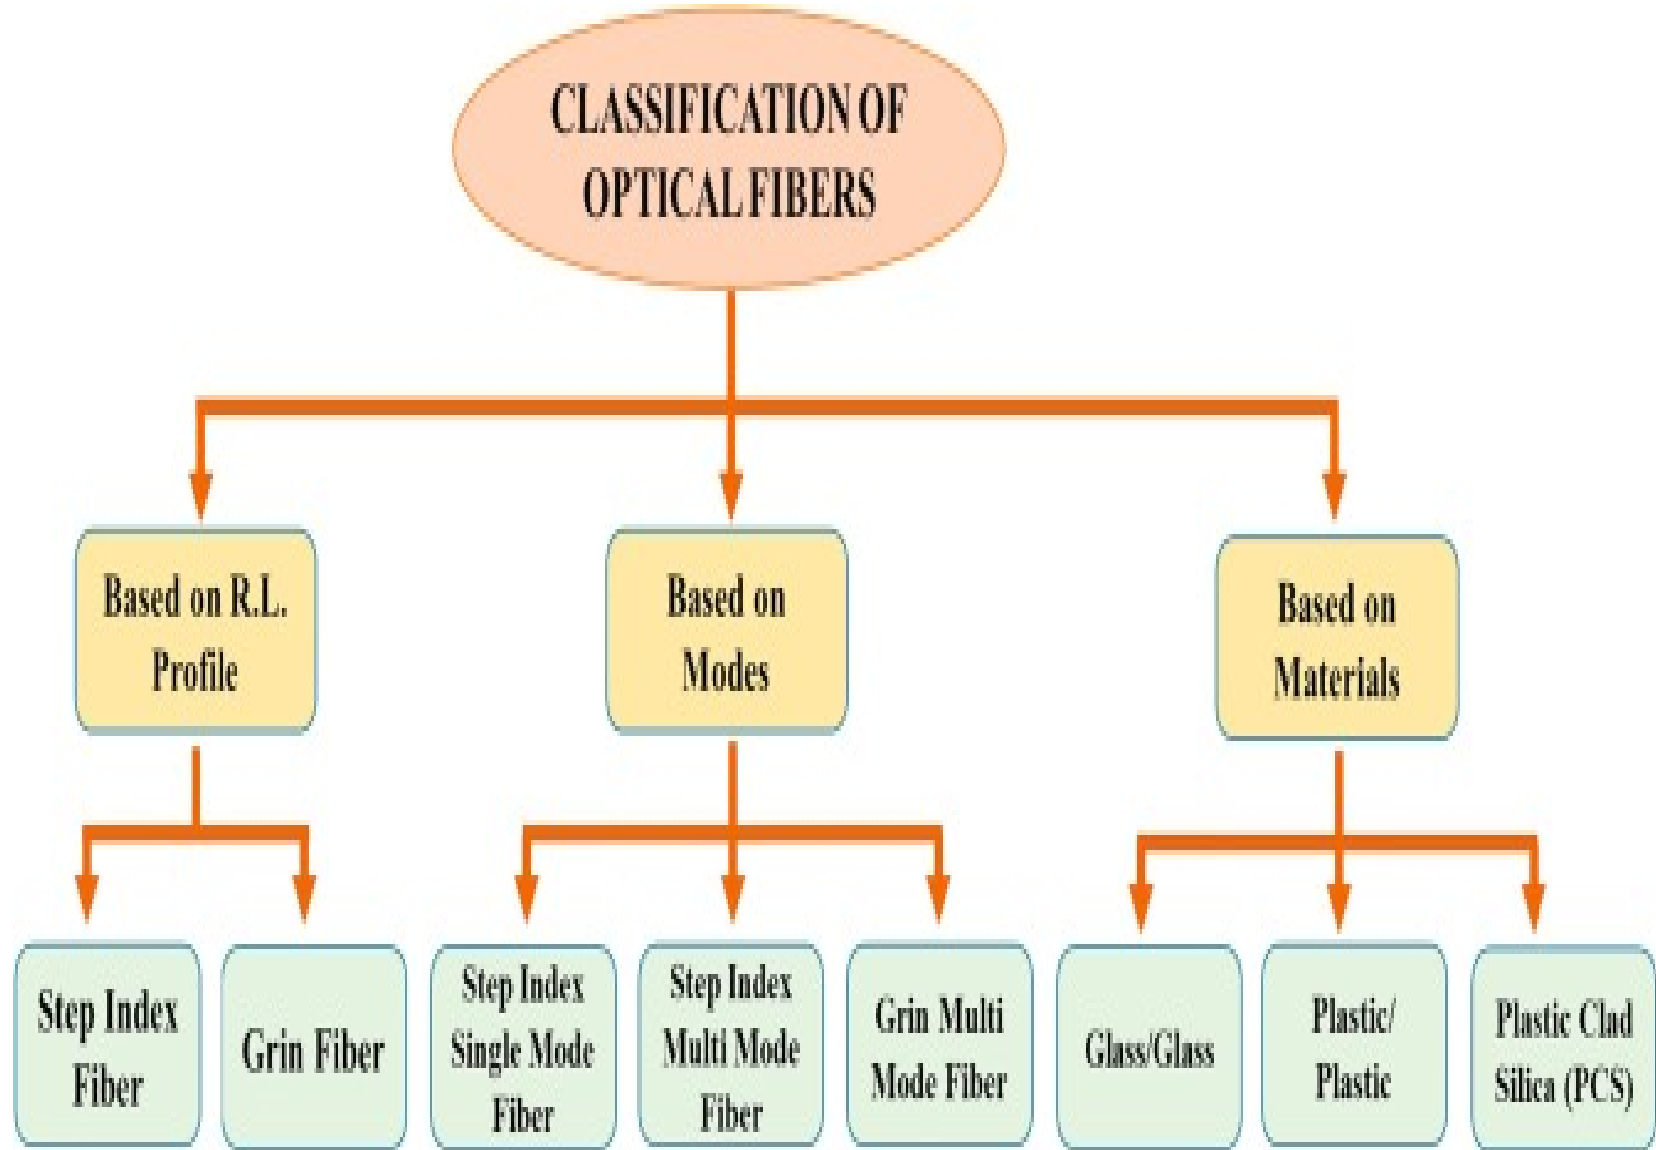 CLASSIFICATION OF
OPTICAL FIBERS
Based on R.L.
Profile
Based on
Modes
Based on
Materials
Step Index
Fiber
Grin Fiber
Step Index
Single Mode
Fiber
Step Index
Multi Mode
Fiber
Grin Multi
Mode Fiber
Glass/Glass
Plastic/
Plastic
Plastic Clad
Silica (PCS)